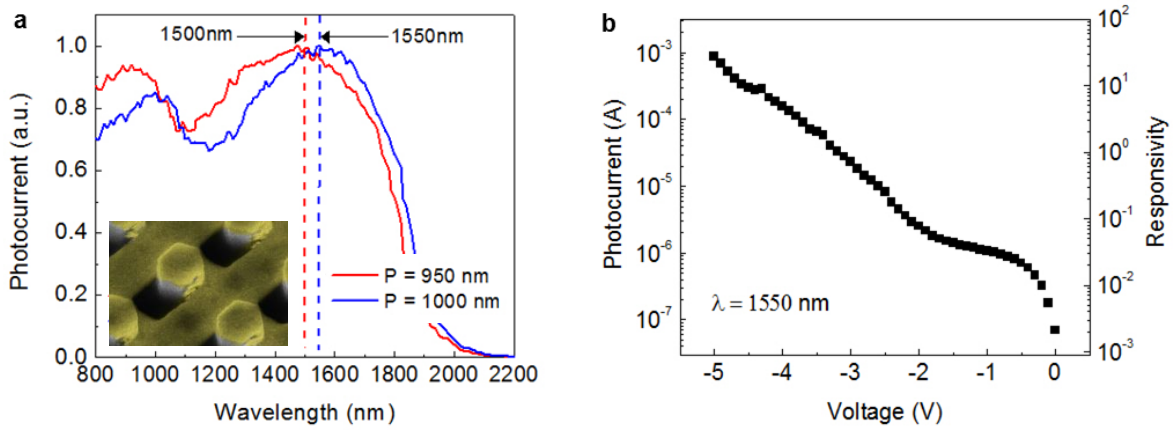 a
1500nm
1550nm
Photocurrent (a.u.)
1.0
0.8
0.6
0.4
0.2
0.0
P = 950 nm
P = 1000 nm
800 1000 1200 1400 1600 1800 2000 2200
Wavelength (nm)
b
Photocurrent (A)
10⁻³
10⁻⁴
10⁻⁵
10⁻⁶
10⁻⁷
λ = 1550 nm
10²
10¹
10⁰
10⁻¹
10⁻²
10⁻³
Responsivity
-5 -4 -3 -2 -1 0
Voltage (V)